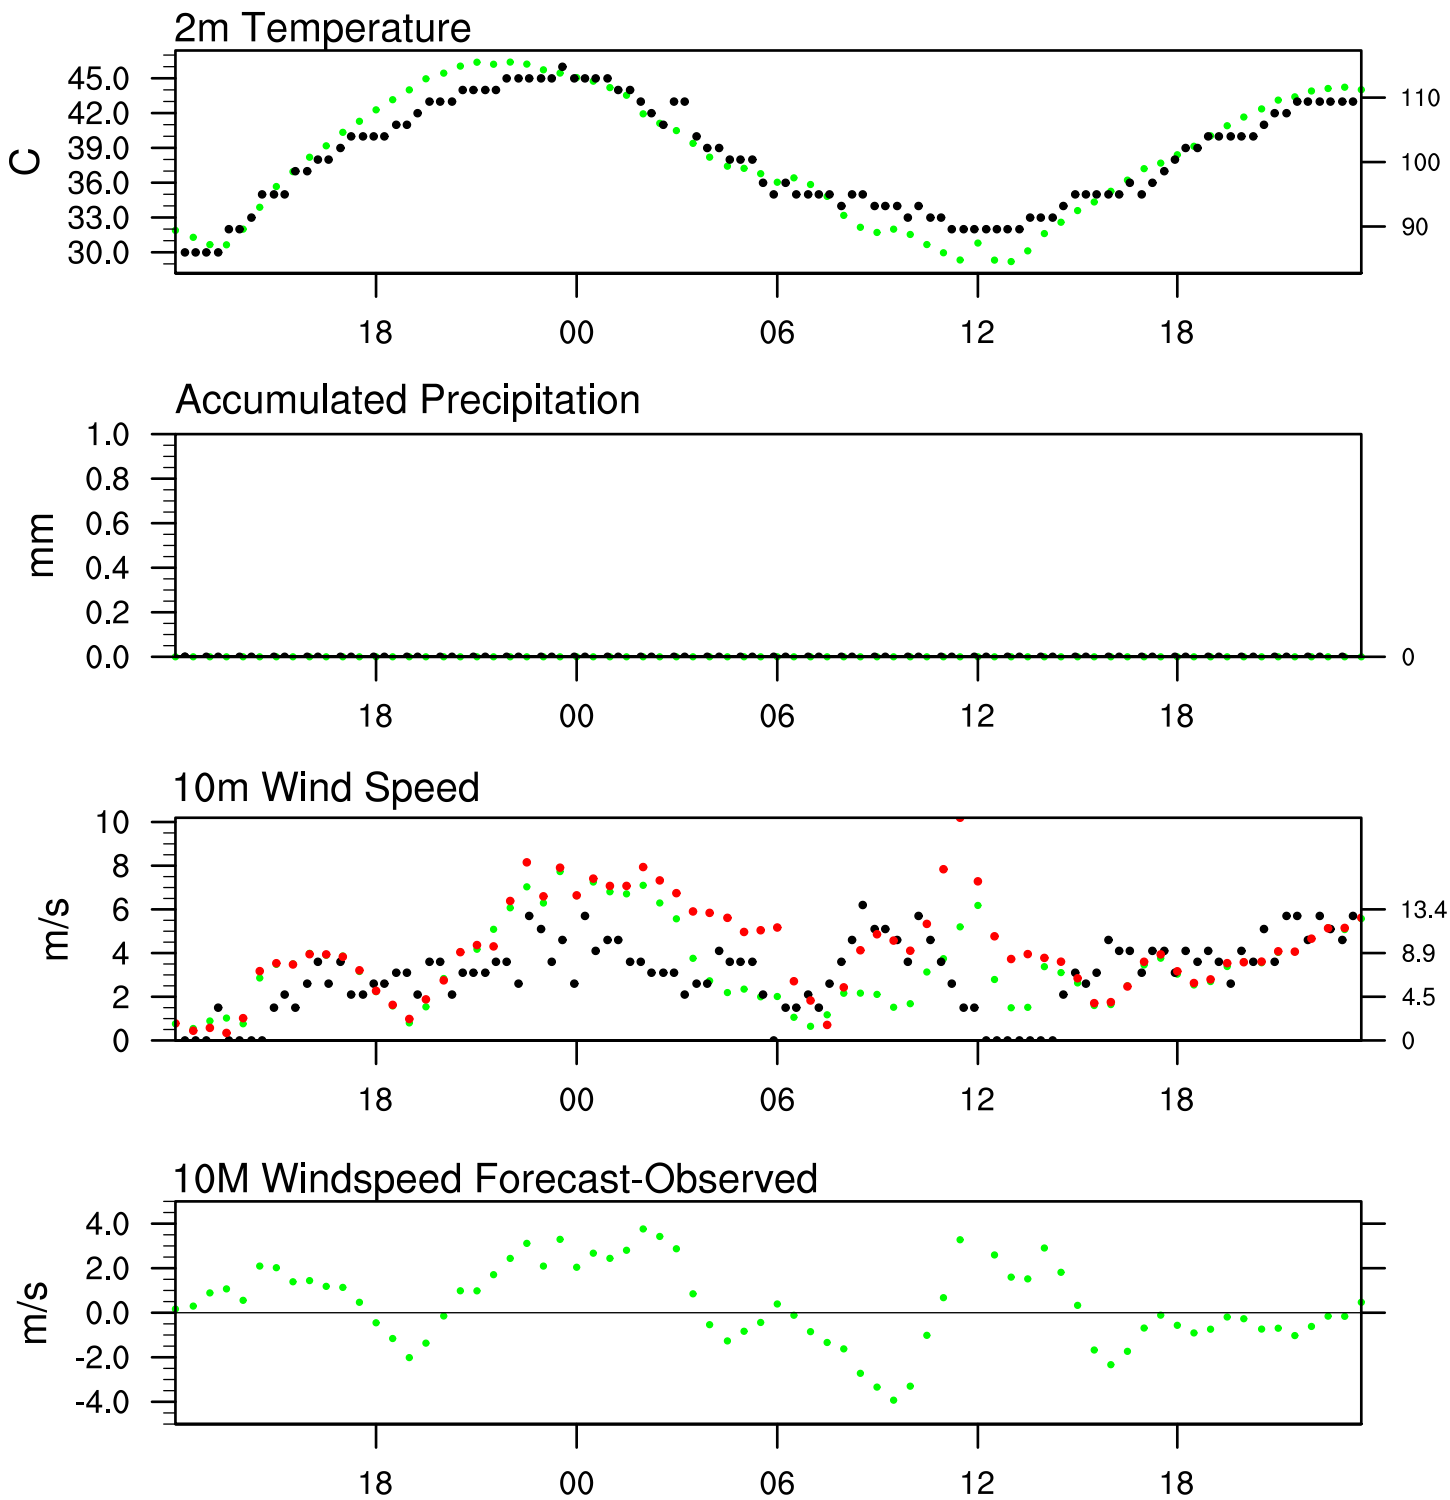 2m Temperature
45.0
42.0
39.0
36.0
33.0
30.0
C
110
100
90
18 00 06 12 18
Accumulated Precipitation
1.0
0.8
0.6
0.4
0.2
0.0
mm
0
18 00 06 12 18
10m Wind Speed
10
8
6
4
2
0
m/s
13.4
8.9
4.5
0
18 00 06 12 18
10M Windspeed Forecast-Observed
4.0
2.0
0.0
-2.0
-4.0
m/s
18 00 06 12 18